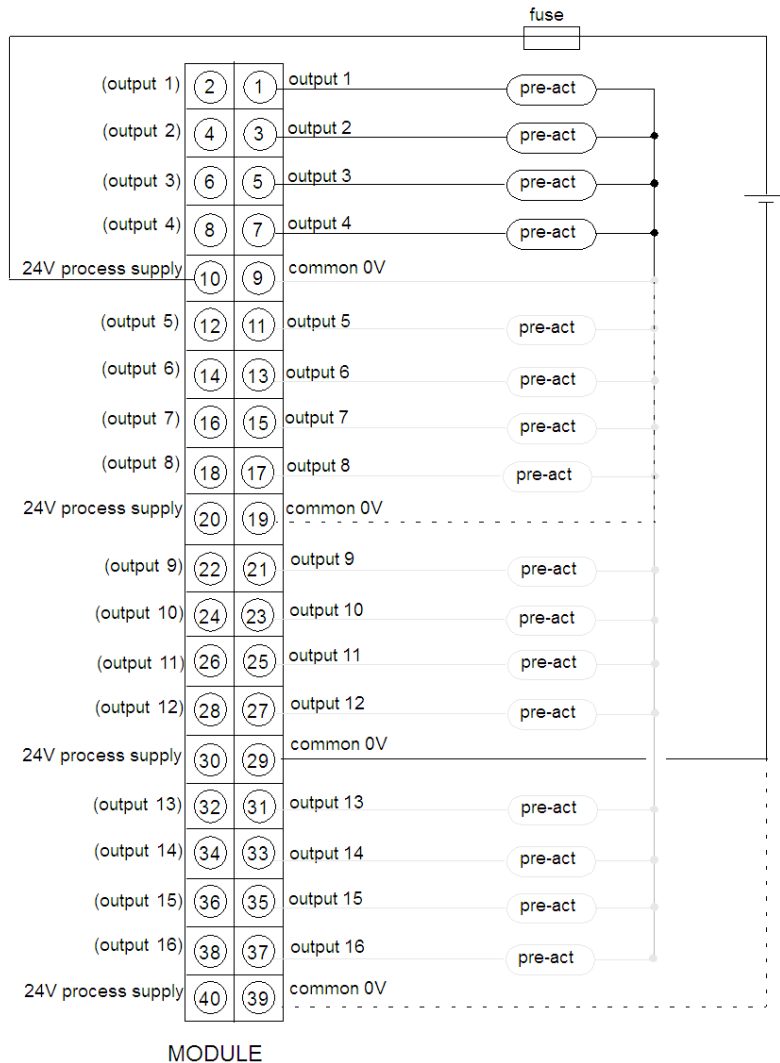 fuse
(output 1) 2 1 output 1 pre-act
(output 2) 4 3 output 2 pre-act
(output 3) 6 5 output 3 pre-act
(output 4) 8 7 output 4 pre-act
24V process supply 10 9 common 0V
(output 5) 12 11 output 5 pre-act
(output 6) 14 13 output 6 pre-act
(output 7) 16 15 output 7 pre-act
(output 8) 18 17 output 8 pre-act
24V process supply 20 19 common 0V
(output 9) 22 21 output 9 pre-act
(output 10) 24 23 output 10 pre-act
(output 11) 26 25 output 11 pre-act
(output 12) 28 27 output 12 pre-act
24V process supply 30 29 common 0V
(output 13) 32 31 output 13 pre-act
(output 14) 34 33 output 14 pre-act
(output 15) 36 35 output 15 pre-act
(output 16) 38 37 output 16 pre-act
24V process supply 40 39 common 0V
MODULE